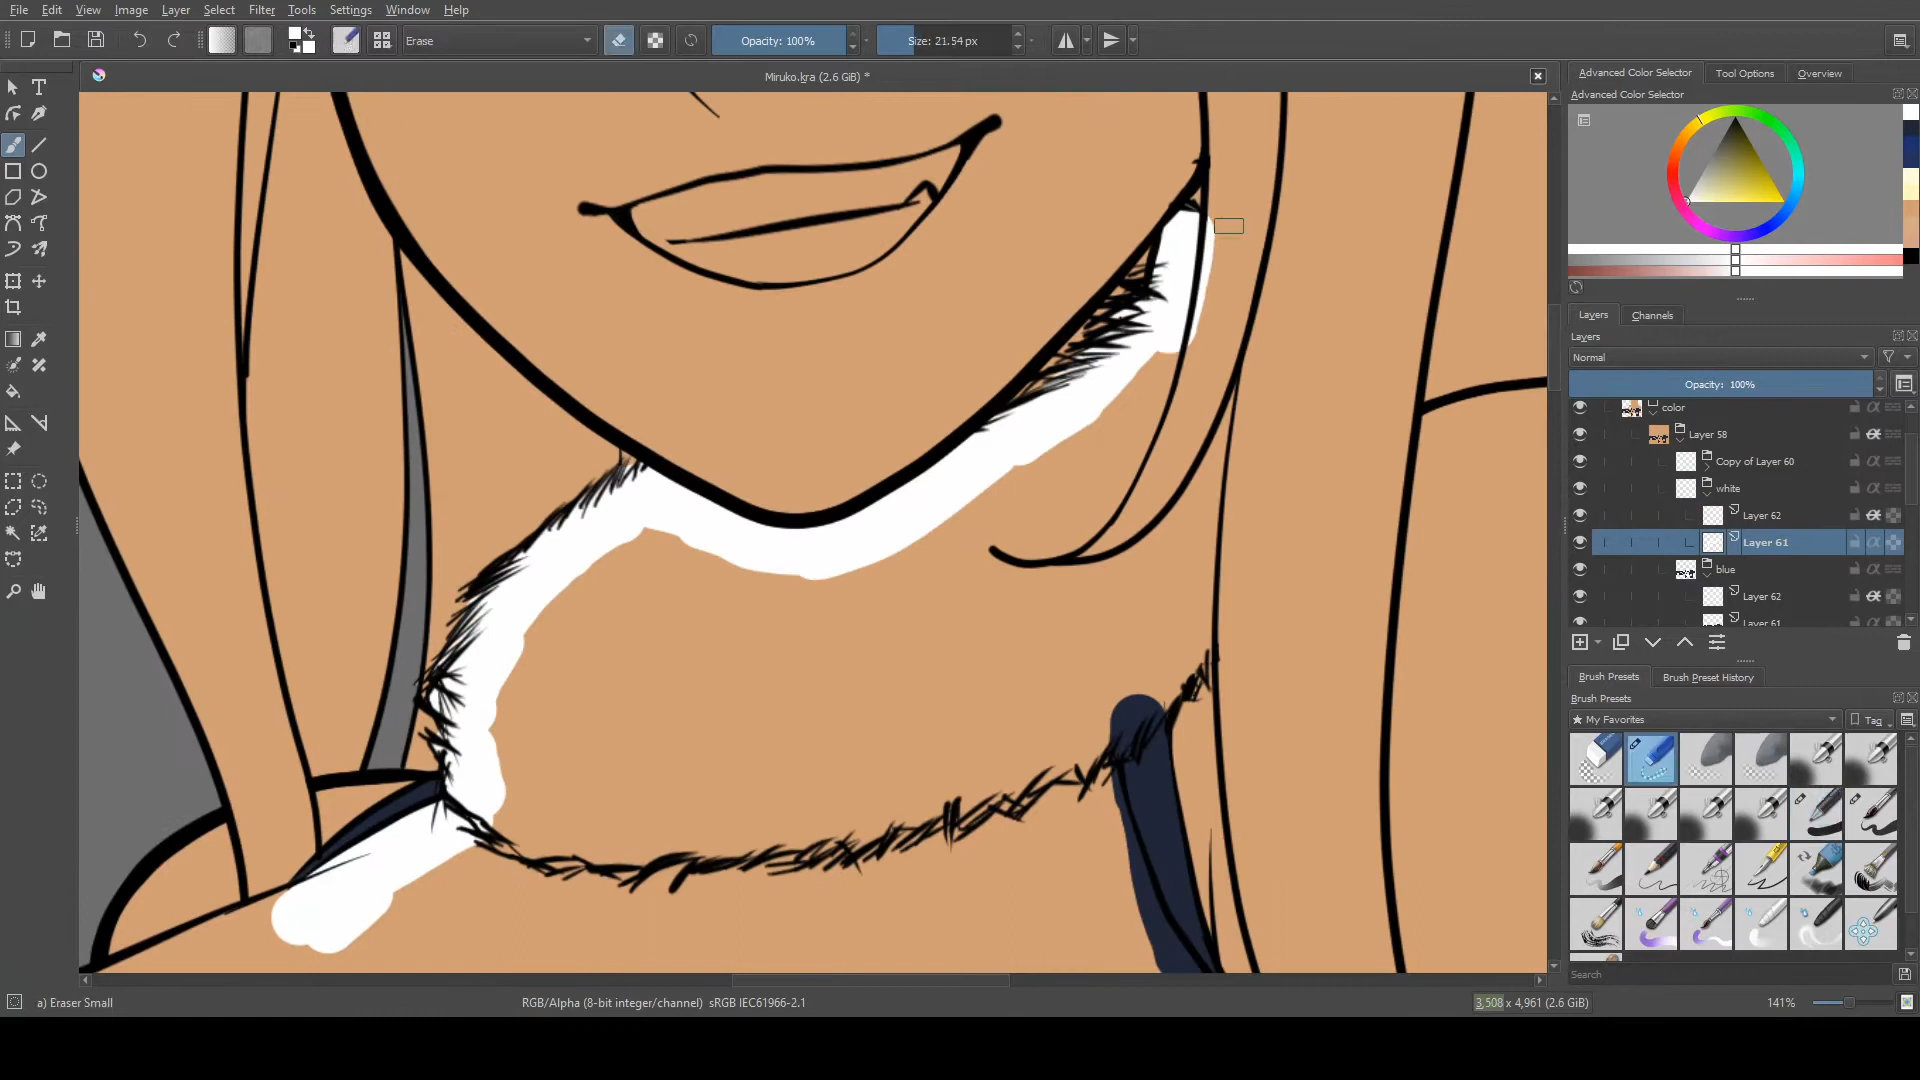 File Edit View Image Layer Select Filter Tools Settings Window Help
Erase Opacity: 100% Size: 21.54 px
Miruko.kra (2.6 GiB) *
Advanced Color Selector Tool Options Overview
Advanced Color Selector
Layers Channels
Layers
Normal
Opacity: 100%
color
Layer 58
Copy of Layer 60
white
Layer 62
Layer 61
blue
Layer 62
Layer 61
Brush Presets Brush Preset History
Brush Presets
★ My Favorites Tag
Search
a) Eraser Small RGB/Alpha (8-bit integer/channel) sRGB IEC61966-2.1 3,508 x 4,961 (2.6 GiB) 141%